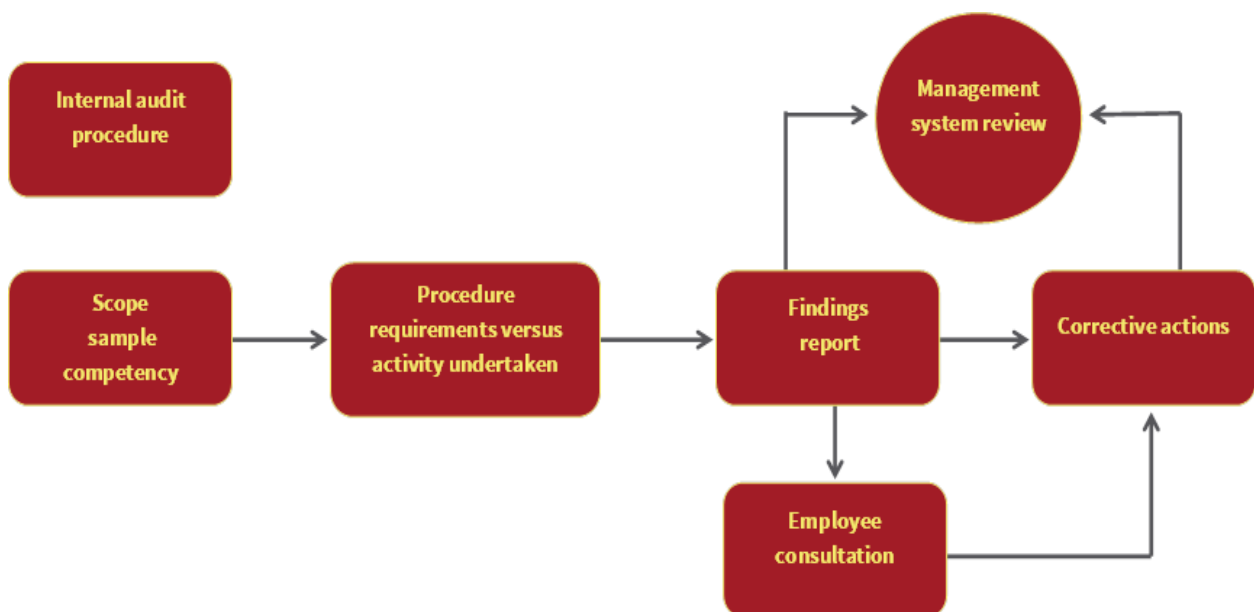 Internal audit
procedure
Management
system review
Scope
sample
competency
Procedure
requirements versus
activity undertaken
Findings
report
Corrective actions
Employee
consultation